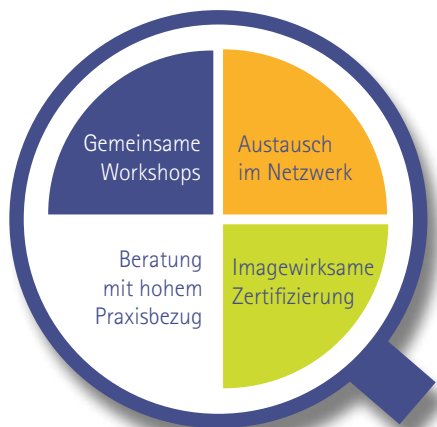 Gemeinsame
Workshops
Austausch
im Netzwerk
Beratung
mit hohem
Praxisbezug
Imagewirksame
Zertifizierung